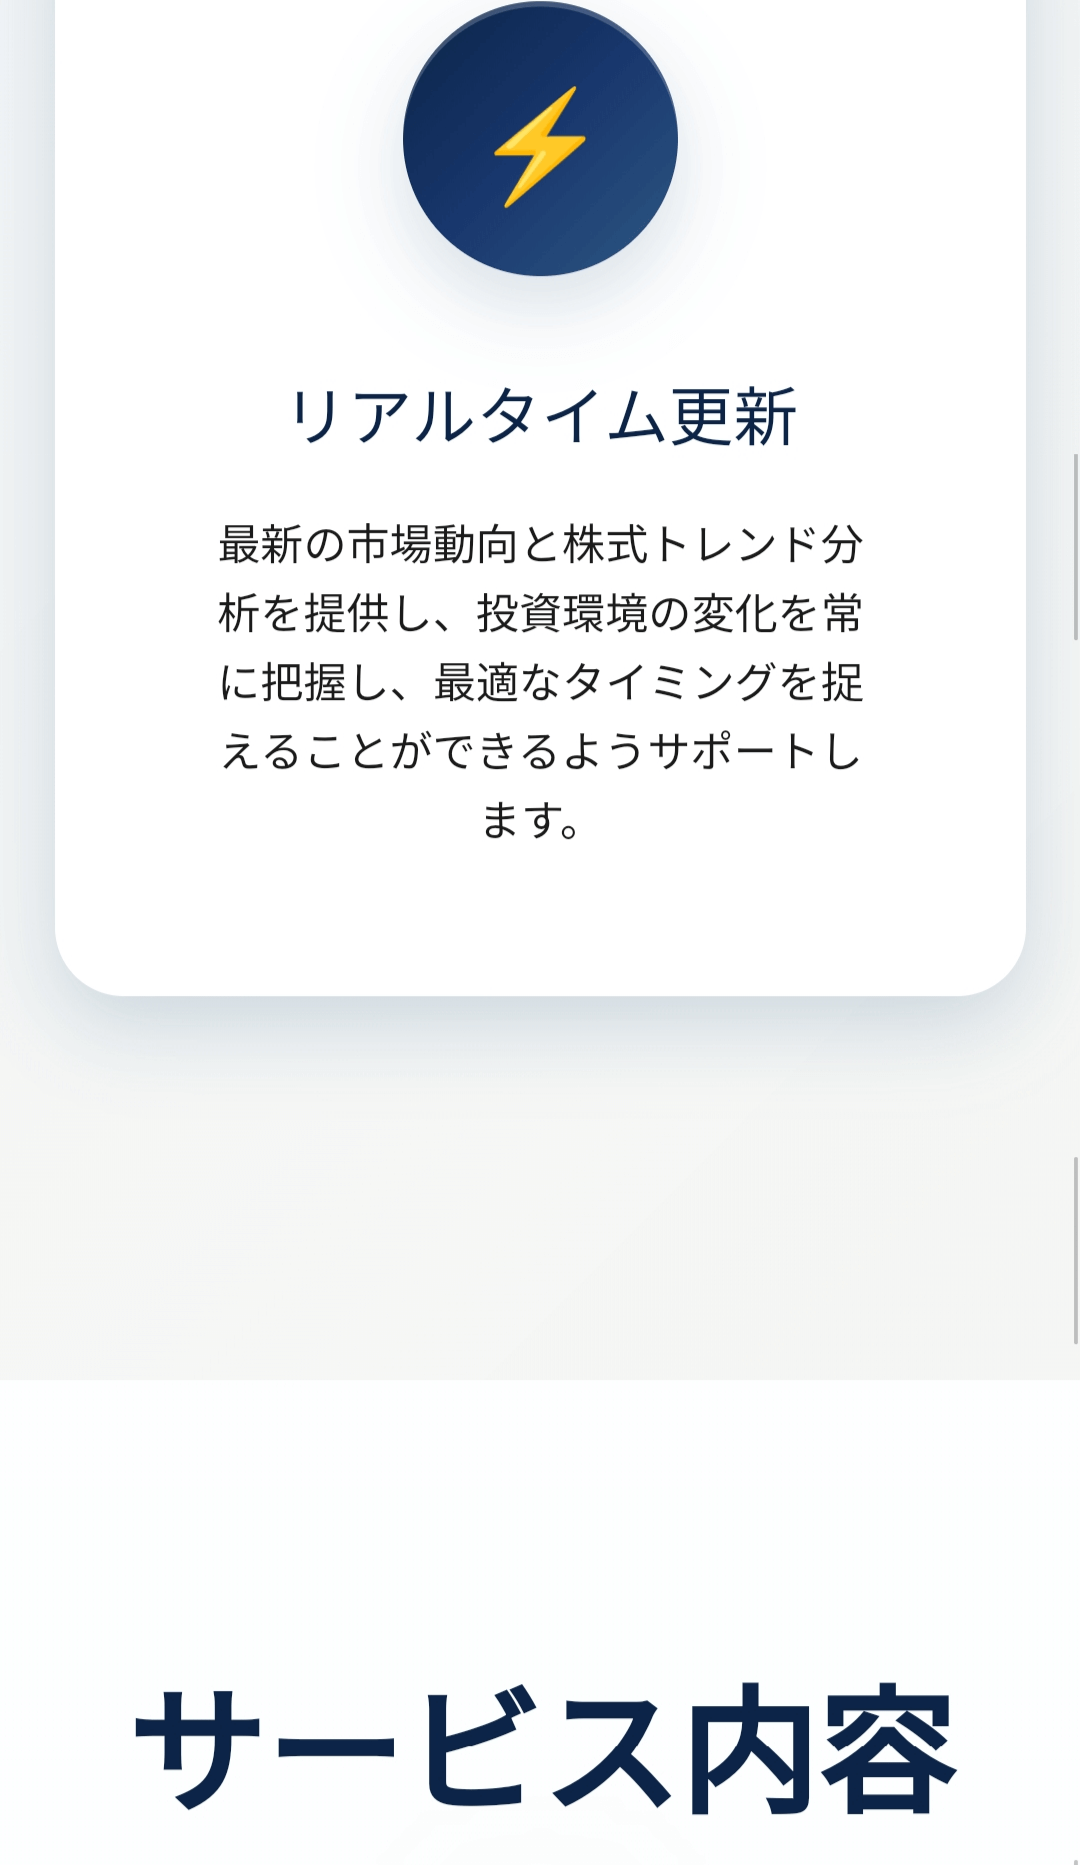 リアルタイム更新
最新の市場動向と株式トレンド分
析を提供し、投資環境の変化を常
に把握し、最適なタイミングを捉
えることができるようサポートし
ます。
サービス内容